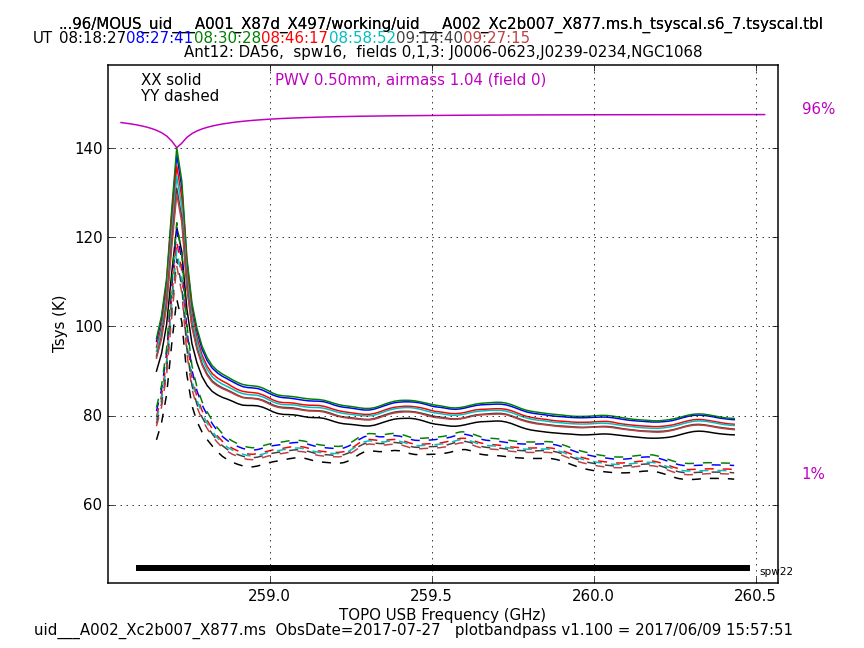 ...96/MOUS_uid___A001_X87d_X497/working/uid___A002_Xc2b007_X877.ms.h_tsyscal.s6_7.tsyscal.tbl
UT 08:18:27 08:27:41 08:30:28 08:46:17 08:58:52 09:14:40 09:27:15
Ant12: DA56, spw16, fields 0,1,3: J0006-0623,J0239-0234,NGC1068
XX solid PWV 0.50mm, airmass 1.04 (field 0)
YY dashed
96%
140
120
100
80
60
1%
Tsys (K)
spw22
259.0 259.5 260.0 260.5
TOPO USB Frequency (GHz)
uid___A002_Xc2b007_X877.ms ObsDate=2017-07-27 plotbandpass v1.100 = 2017/06/09 15:57:51